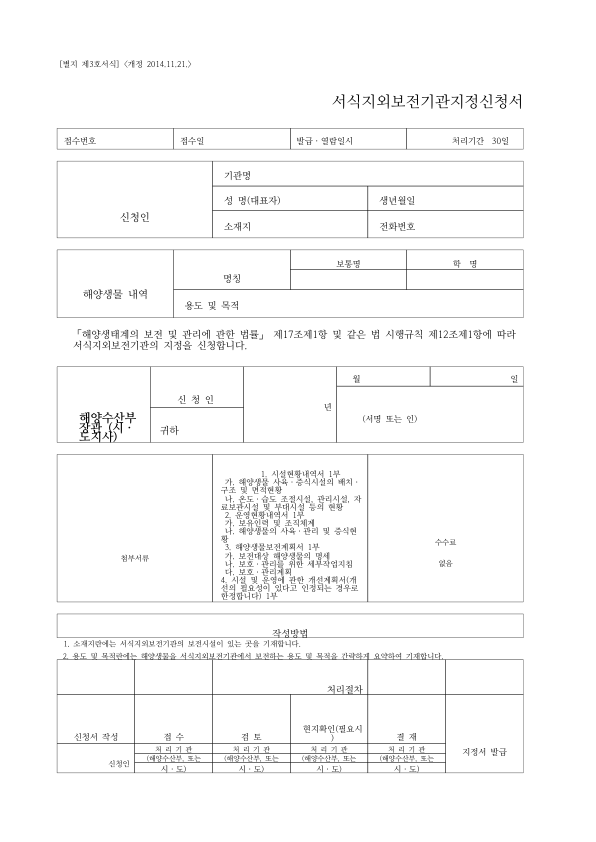 [별지 제3호서식] <개정 2014.11.21.>
서식지외보전기관지정신청서
접수번호 접수일 발급ㆍ열람일시 처리기간 30일
신청인
기관명
성 명(대표자) 생년월일
소재지 전화번호
해양생물 내역
명칭
보통명 학 명
용도 및 목적
「해양생태계의 보전 및 관리에 관한 법률」 제17조제1항 및 같은 법 시행규칙 제12조제1항에 따라
서식지외보전기관의 지정을 신청합니다.
해양수산부
장관 (시ㆍ
도지사)
신 청 인
귀하
년
월 일
(서명 또는 인)
첨부서류
1. 시설현황내역서 1부
가. 해양생물 사육ㆍ증식시설의 배치ㆍ
구조 및 면적현황
나. 온도ㆍ습도 조절시설, 관리시설, 자
료보관시설 및 부대시설 등의 현황
2. 운영현황내역서 1부
가. 보유인력 및 조직체계
나. 해양생물의 사육ㆍ관리 및 증식현
황
3. 해양생물보전계획서 1부
가. 보전대상 해양생물의 명세
나. 보호ㆍ관리를 위한 세부작업지침
다. 보호ㆍ관리계획
4. 시설 및 운영에 관한 개선계획서(개
선의 필요성이 있다고 인정되는 경우로
한정합니다) 1부
수수료
없음
작성방법
1. 소재지란에는 서식지외보전기관의 보전시설이 있는 곳을 기재합니다.
2. 용도 및 목적란에는 해양생물을 서식지외보전기관에서 보전하는 용도 및 목적을 간략하게 요약하여 기재합니다.
처리절차
신청서 작성 접 수 검 토 현지확인(필요시
) 결 재 지정서 발급
신청인
처 리 기 관 처 리 기 관 처 리 기 관 처 리 기 관
(해양수산부, 또는 (해양수산부, 또는 (해양수산부, 또는 (해양수산부, 또는
시ㆍ도) 시ㆍ도) 시ㆍ도) 시ㆍ도)